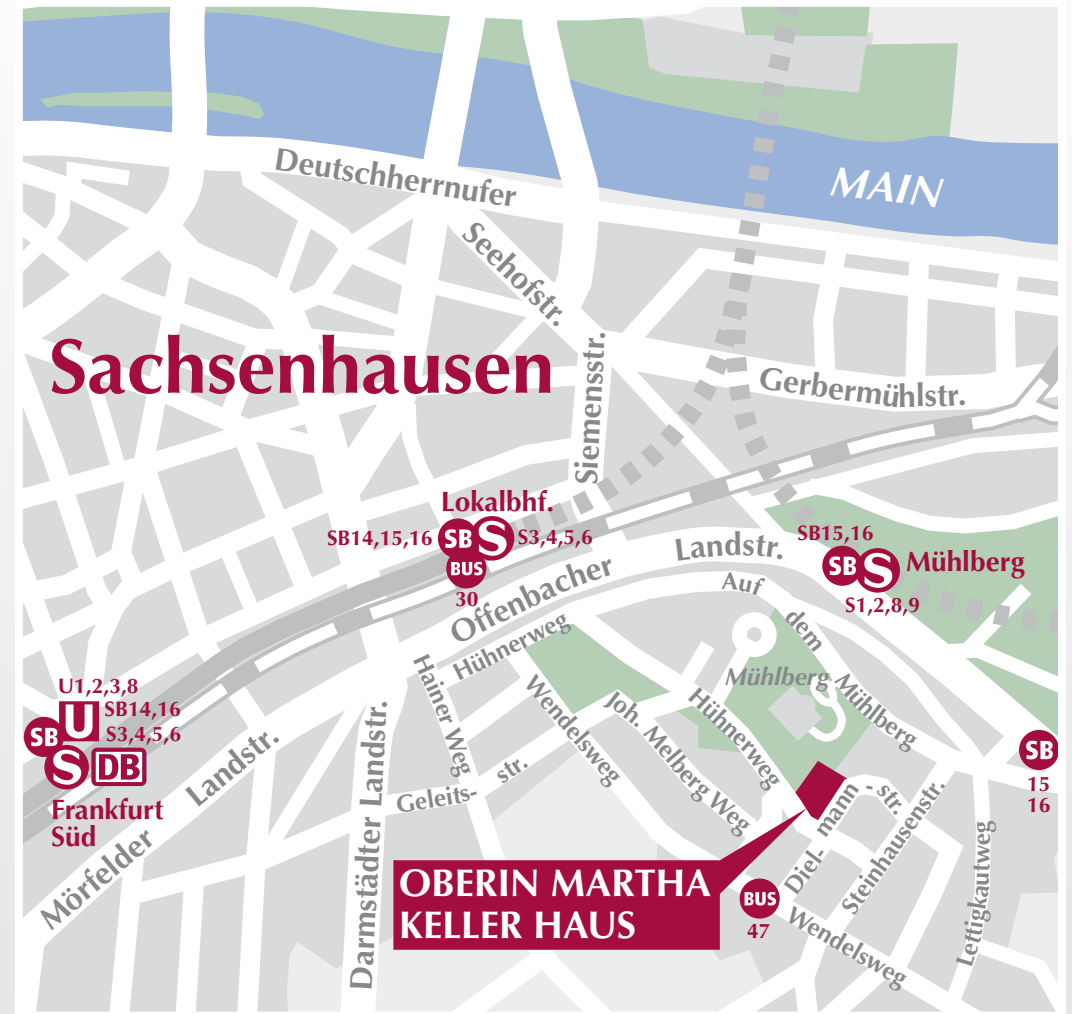 MAIN
Deutschherrnufer
Seehofstr.
Sachsenhausen
Siemensstr.
Gerbermühlstr.
Lokalbhf.
SB14,15,16 SB S S3,4,5,6
BUS
30
Offenbacher
Landstr.
SB15,16
SB S Mühlberg
S1,2,8,9
Auf
dem
Mühlberg
Mühlberg
Hühnerweg
Hainer Weg
Wendelsweg
Joh. Melberg Weg
Hühnerweg
U1,2,3,8
U SB14,16
SB S3,4,5,6
S DB
Frankfurt
Süd
Mörfelder
Landstr.
Darmstädter Landstr.
Geleits-
str.
OBERIN MARTHA
KELLER HAUS
Diel-
mann
-
str.
Steinhausenstr.
Lettigkautweg
SB
15
16
BUS
47
Wendelsweg